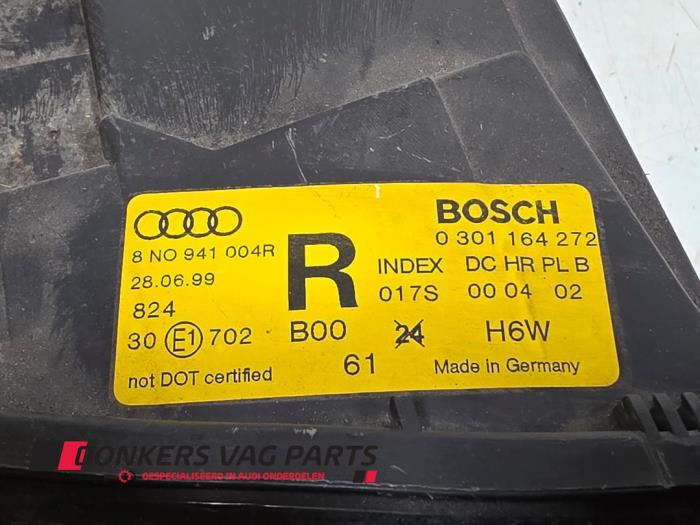 BOSCH
0 301 164 272
8 N0 941 004R
28.06.99
824
R
INDEX DC HR PL B
017S 00 04 02
30 E1 702 B00 24 H6W
61
not DOT certified
Made in Germany
DONKERS VAG PARTS
GESPECIALISEERD IN AUDI ONDERDELEN